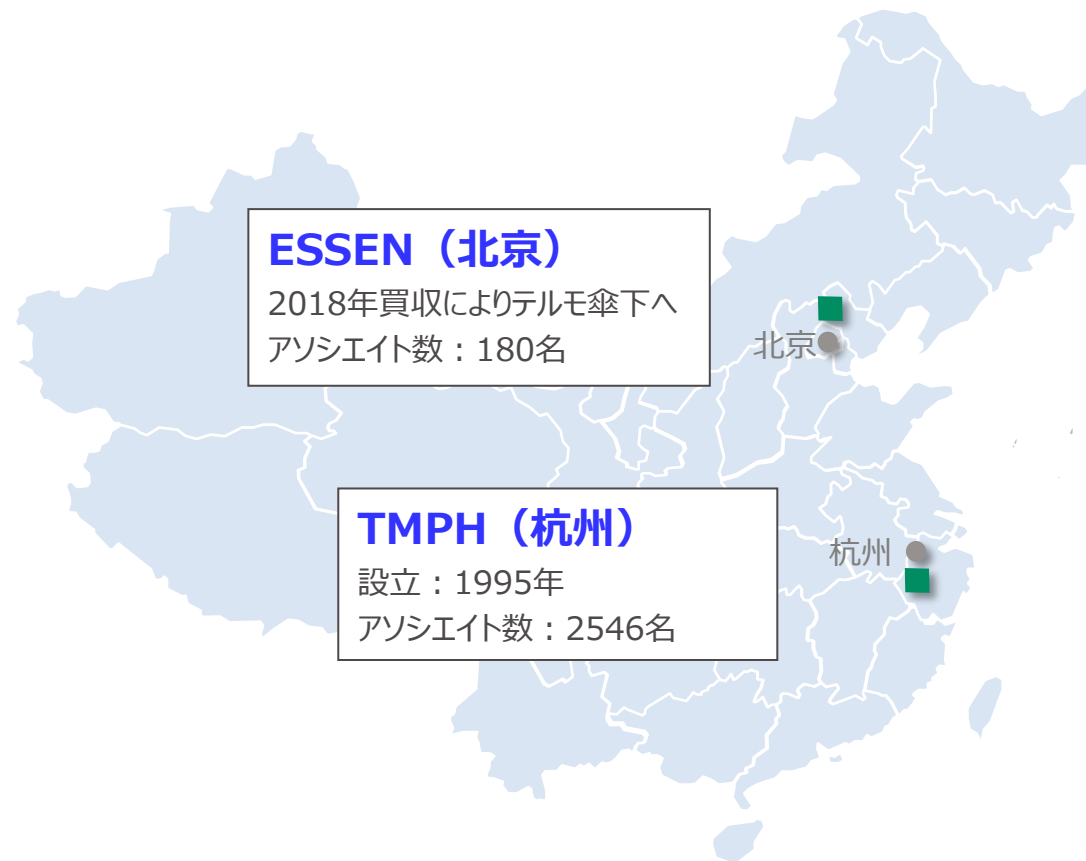 ESSEN（北京）
2018年買収によりテルモ傘下へ
アソシエイト数：180名
北京
TMPH（杭州）
設立：1995年
アソシエイト数：2546名
杭州